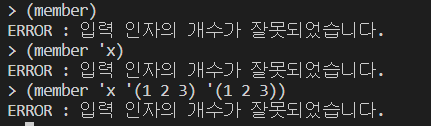 > (member)
ERROR : 입력 인자의 개수가 잘못되었습니다.
> (member 'x)
ERROR : 입력 인자의 개수가 잘못되었습니다.
> (member 'x '(1 2 3) '(1 2 3))
ERROR : 입력 인자의 개수가 잘못되었습니다.